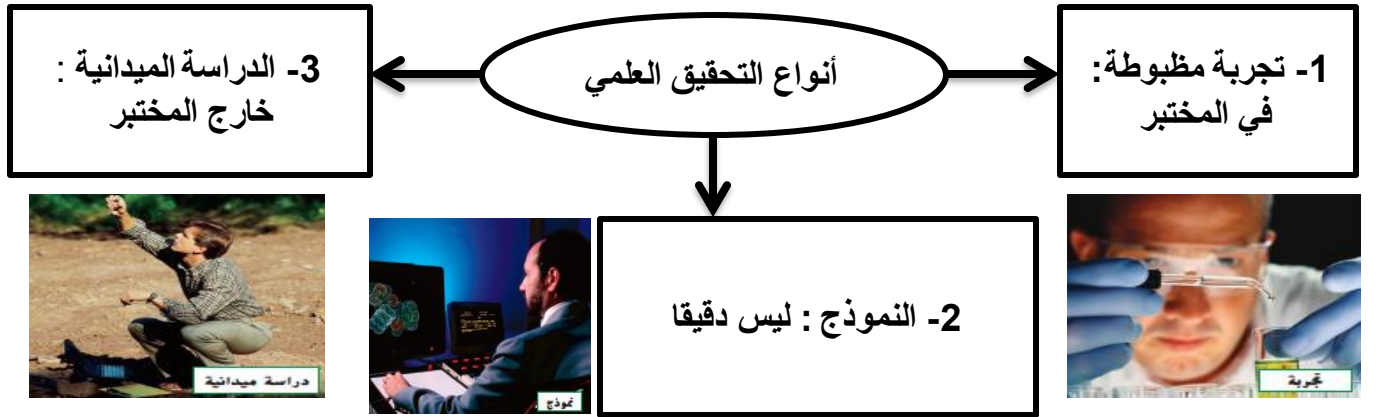 أنواع التحقيق العلمي
1- تجربة مظبوطة:
في المختبر
2- النموذج : ليس دقيقا
3- الدراسة الميدانية :
خارج المختبر
تجربة
نموذج
دراسة ميدانية